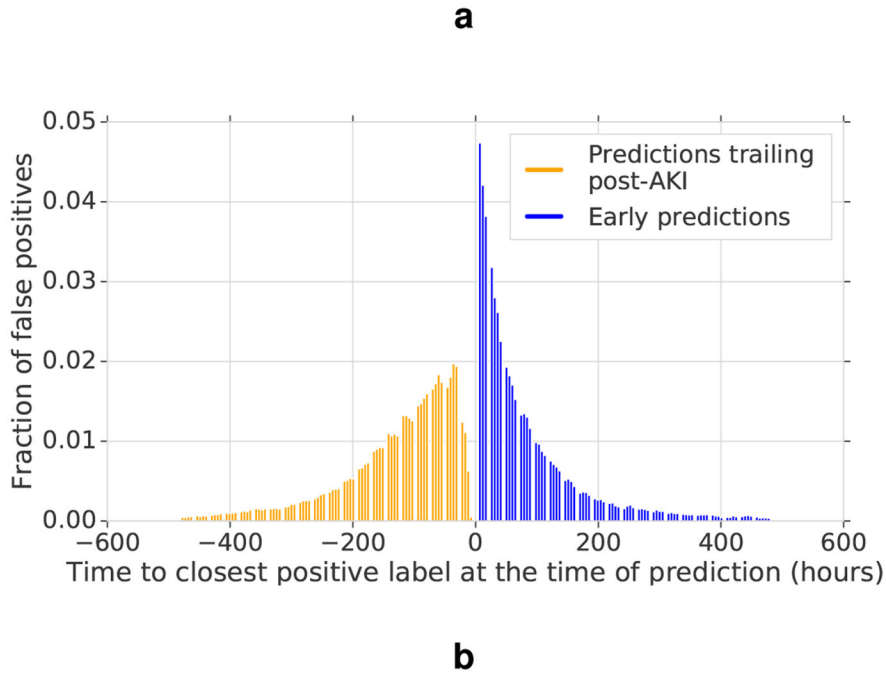 a
0.05
0.04
0.03
0.02
0.01
0.00
Fraction of false positives
Predictions trailing
post-AKI
Early predictions
−600 −400 −200 0 200 400 600
Time to closest positive label at the time of prediction (hours)
b